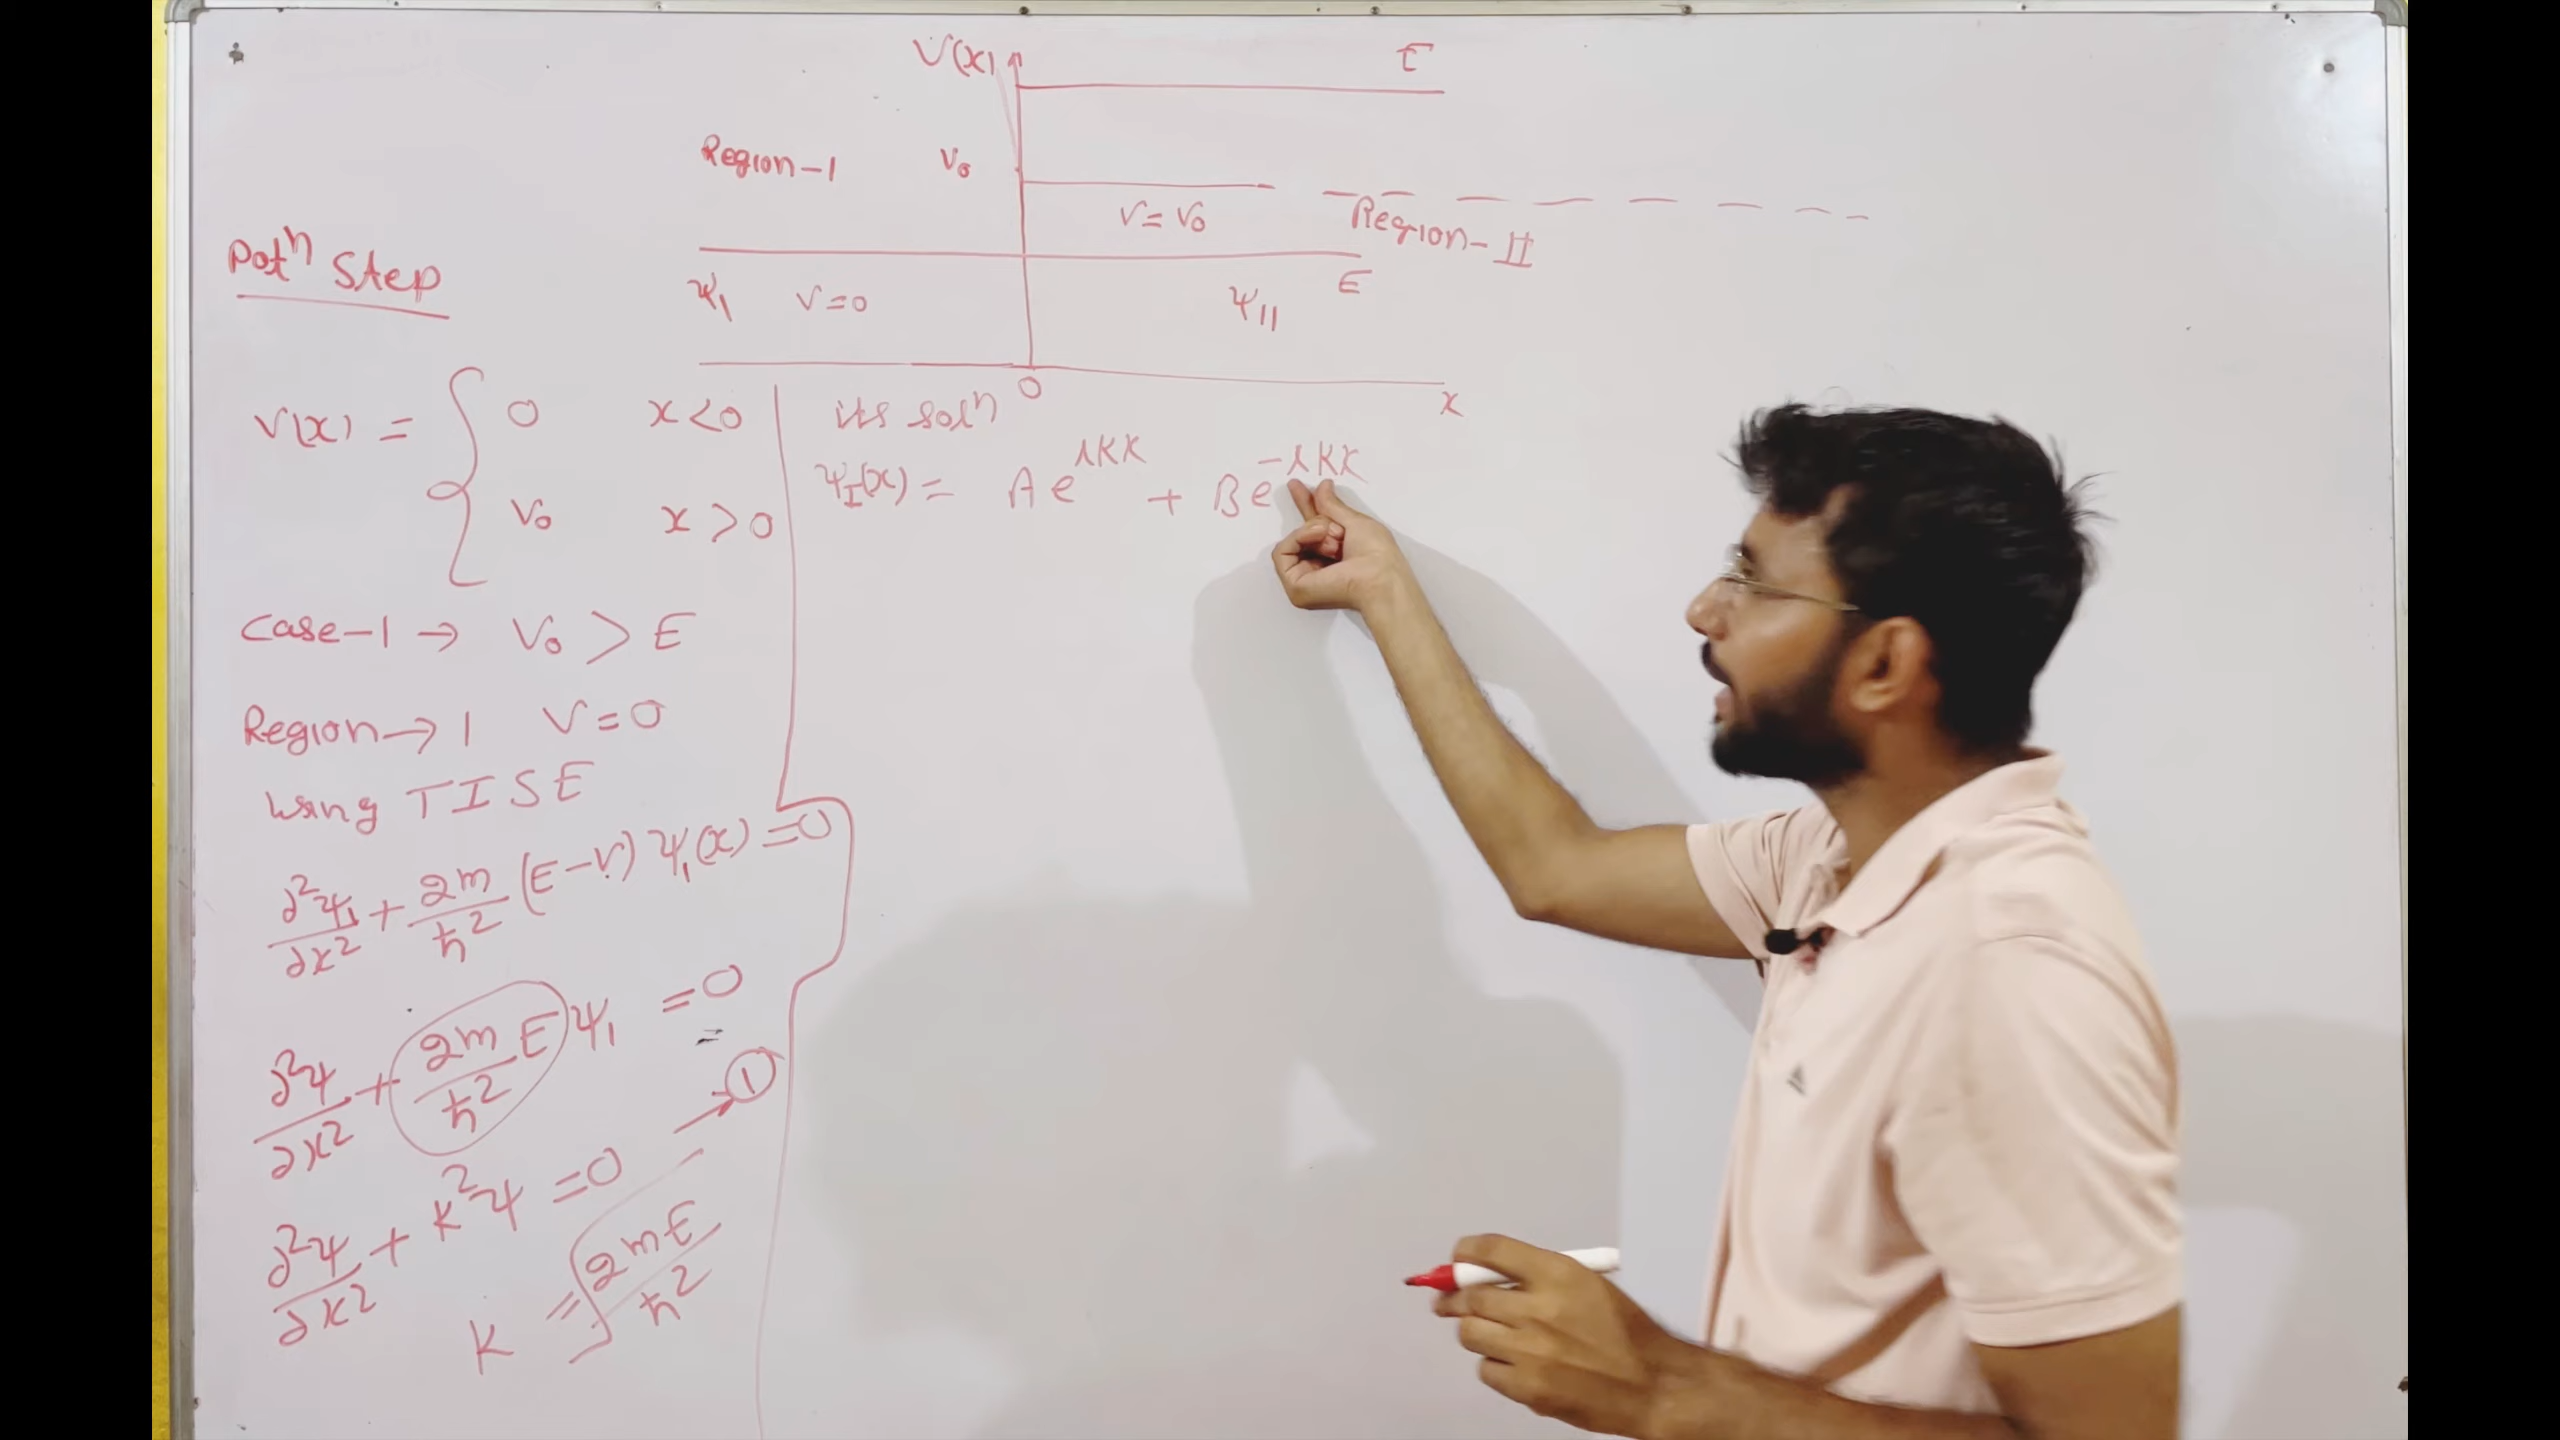 V(x)
E
Region-1
V₀
V = V₀
Region-II
ψ₁
V=0
ψ₁₁
E
0
x
Potⁿ Step
V(x) = { 0 x<0
V₀ x>0
Case-1 → V₀ > E
Region → 1 V=0
using TISE
∂²ψ₁/∂x² + 2m/ħ² (E-V) ψ₁(x) = 0
∂²ψ/∂x² + 2m/ħ² E ψ₁ = 0
→ ①
∂²ψ/∂x² + k²ψ = 0
k = √2mE/ħ²
its solⁿ
ψ_I(x) = A e^{ikx} + B e^{-ikx}